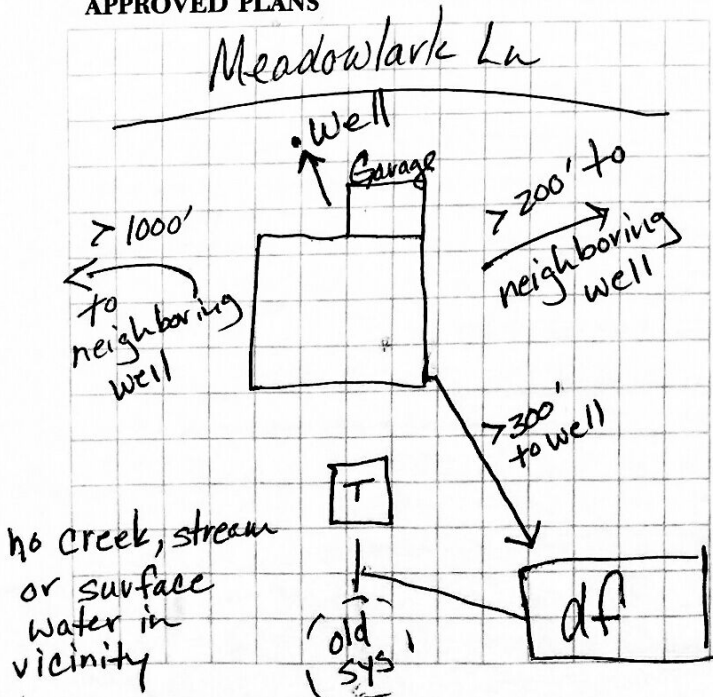 APPROVED PLANS
Meadowlark Ln
Well
Garage
> 1000'
to
neighboring
well
> 200' to
neighboring
well
>300'
to well
T
no creek, stream
or surface
water in
vicinity
old
sys
df